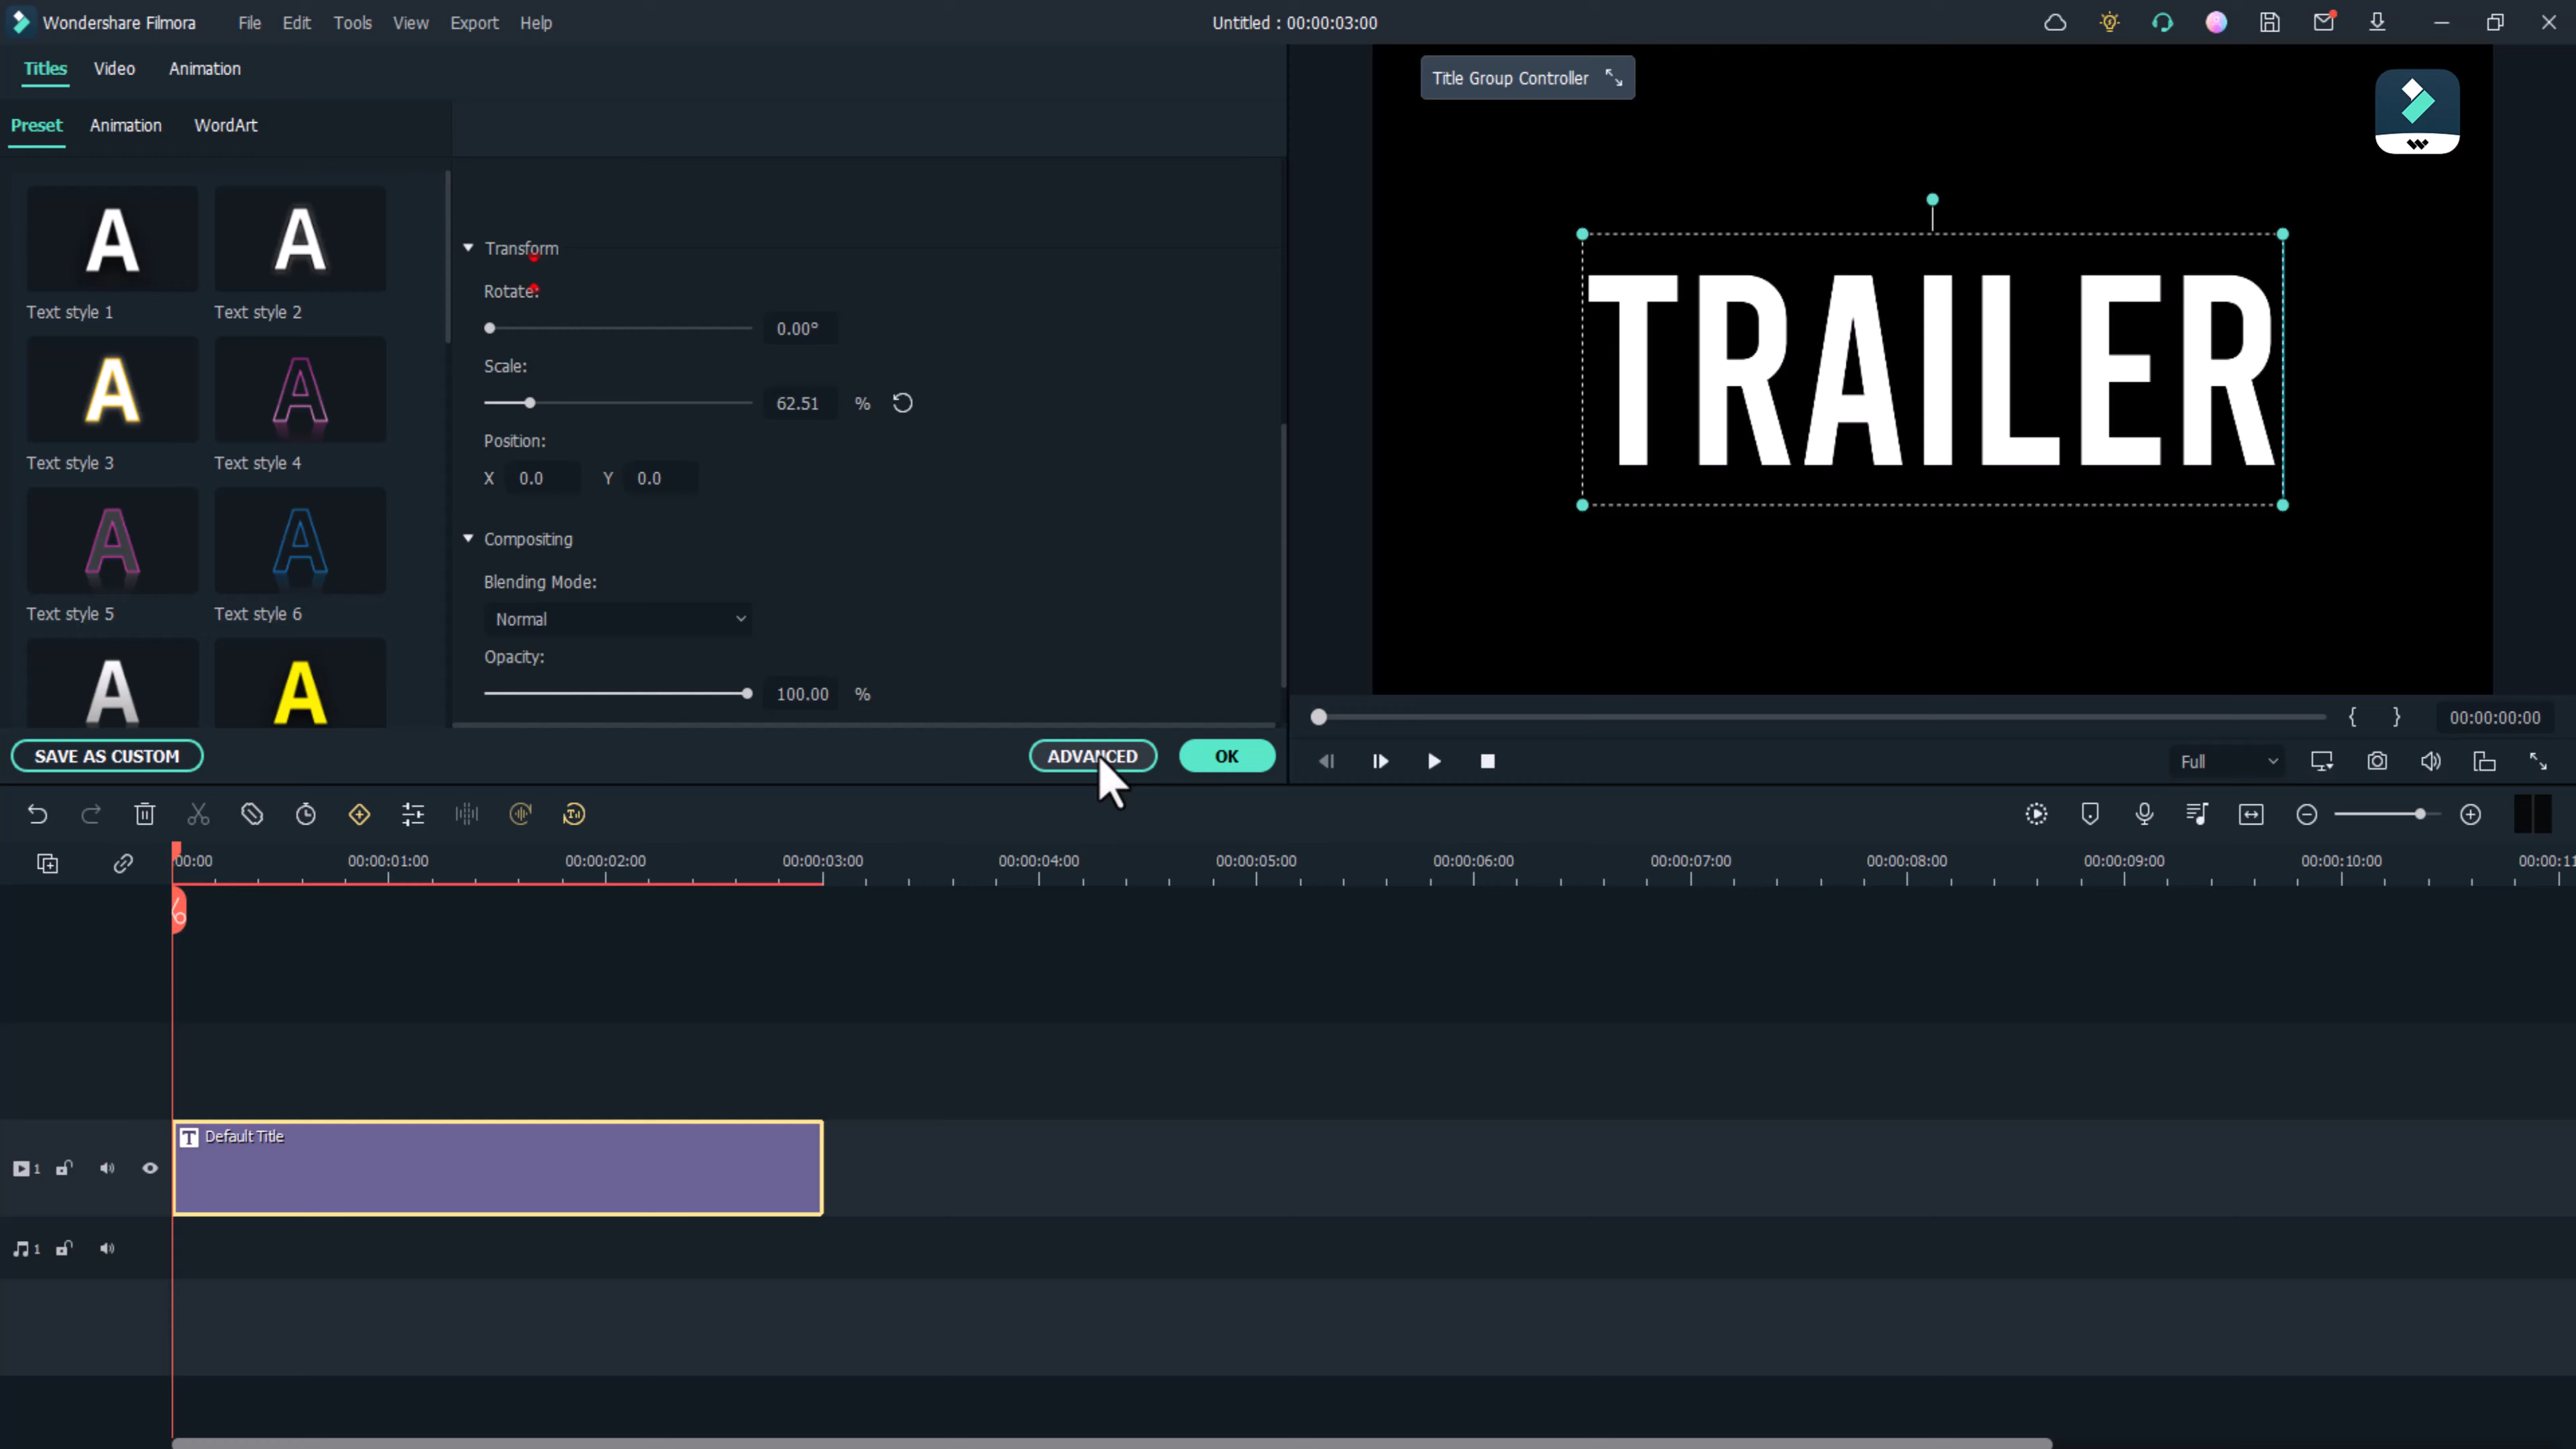 Wondershare Filmora File Edit Tools View Export Help Untitled : 00:00:03:00
Titles Video Animation
Preset Animation WordArt
Title Group Controller
A A
Text style 1 Text style 2
A A
Text style 3 Text style 4
A A
Text style 5 Text style 6
A A
Transform
Rotate:
0.00°
Scale:
62.51 %
Position:
X 0.0 Y 0.0
Compositing
Blending Mode:
Normal
Opacity:
100.00 %
TRAILER
SAVE AS CUSTOM ADVANCED OK
{ } 00:00:00:00
Full
00:00 00:00:01:00 00:00:02:00 00:00:03:00 00:00:04:00 00:00:05:00 00:00:06:00 00:00:07:00 00:00:08:00 00:00:09:00 00:00:10:00 00:00:11
T Default Title
1
1